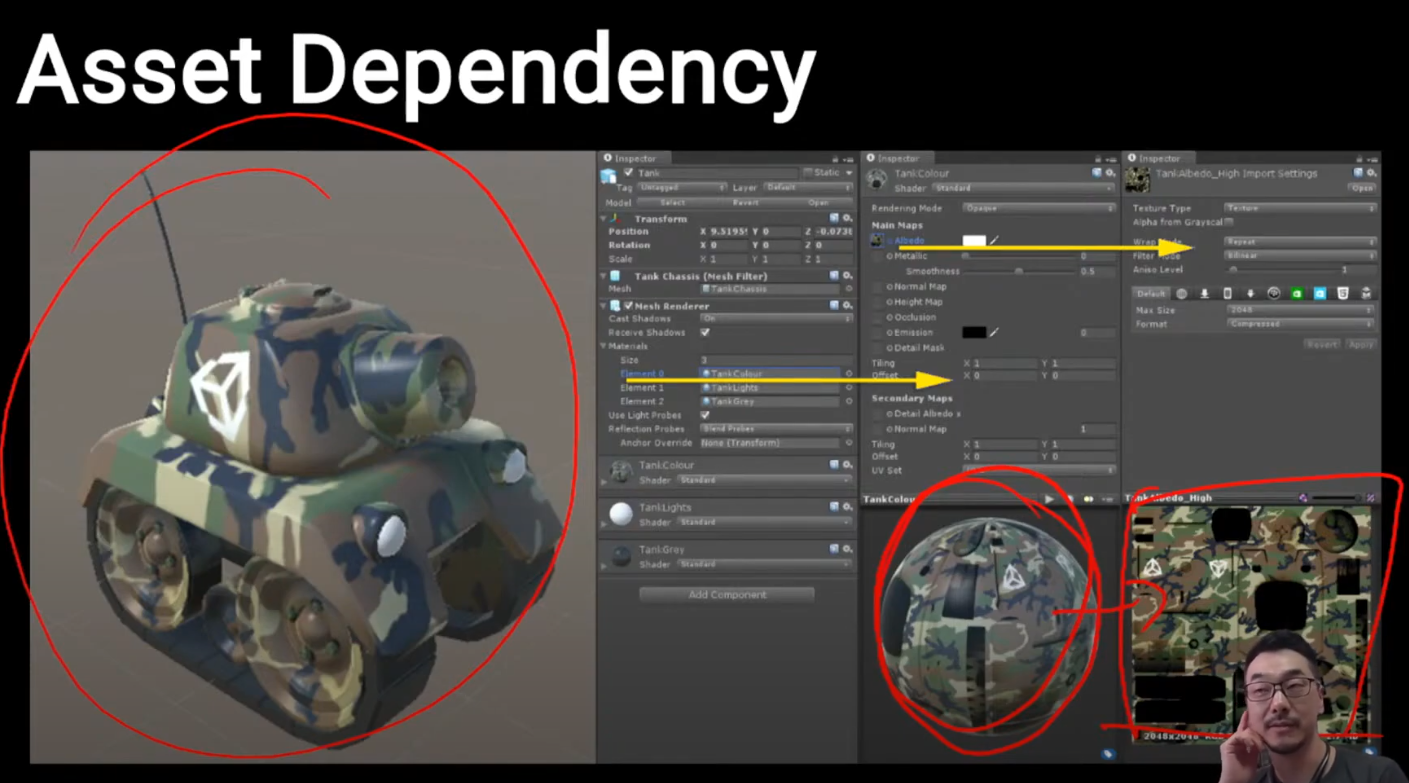 Asset Dependency
Inspector
Tank
Static
Tag Untagged Layer Default
Model Select Revert Open
Transform
Position X 9.5195 Y 0 Z -0.073
Rotation X 0 Y 0 Z 0
Scale X 1 Y 1 Z 1
Tank Chassis (Mesh Filter)
Mesh TankChassis
Mesh Renderer
Cast Shadows On
Receive Shadows
Materials
Size 3
Element 0 TankColour
Element 1 TankLights
Element 2 TankGrey
Use Light Probes
Reflection Probes Blend Probes
Anchor Override None (Transform)
TankColour
Shader Standard
TankLights
Shader Standard
TankGrey
Shader Standard
Add Component
Inspector
TankColour
Shader Standard
Rendering Mode Opaque
Main Maps
Albedo
Metallic 0
Smoothness 0.5
Normal Map
Height Map
Occlusion
Emission 0
Detail Mask
Tiling X 1 Y 1
Offset X 0 Y 0
Secondary Maps
Detail Albedo x
Normal Map 1
Tiling X 1 Y 1
Offset X 0 Y 0
UV Set
TankColou
Inspector
TankAlbedo_High Import Settings
Open
Texture Type Texture
Alpha from Grayscal
Repeat
Bilinear
Aniso Level 1
Default
Max Size 2048
Format Compressed
Revert Apply
TankAlbedo_High
2048x2048